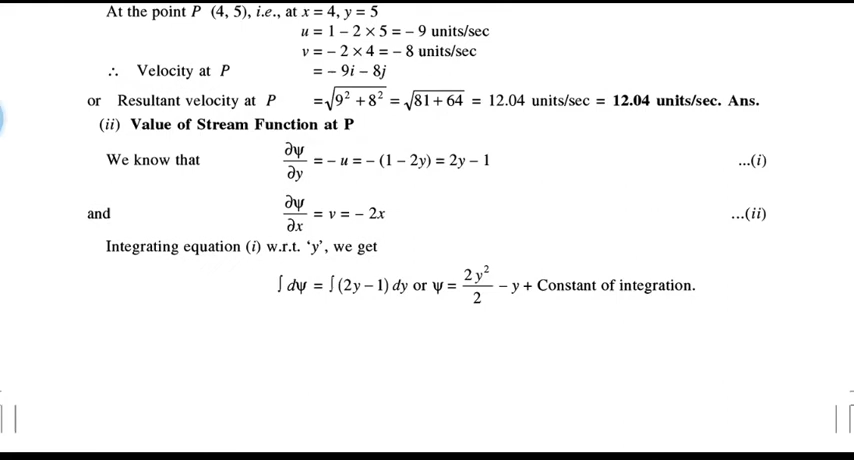 At the point P (4, 5), i.e., at x = 4, y = 5
u = 1 – 2 × 5 = – 9 units/sec
v = – 2 × 4 = – 8 units/sec
∴ Velocity at P = – 9i – 8j
or Resultant velocity at P = √(9² + 8²) = √(81 + 64) = 12.04 units/sec = 12.04 units/sec. Ans.
(ii) Value of Stream Function at P
We know that ∂ψ/∂y = – u = – (1 – 2y) = 2y – 1 ...(i)
and ∂ψ/∂x = v = – 2x ...(ii)
Integrating equation (i) w.r.t. ‘y’, we get
∫ dψ = ∫ (2y – 1) dy or ψ = 2y²/2 – y + Constant of integration.